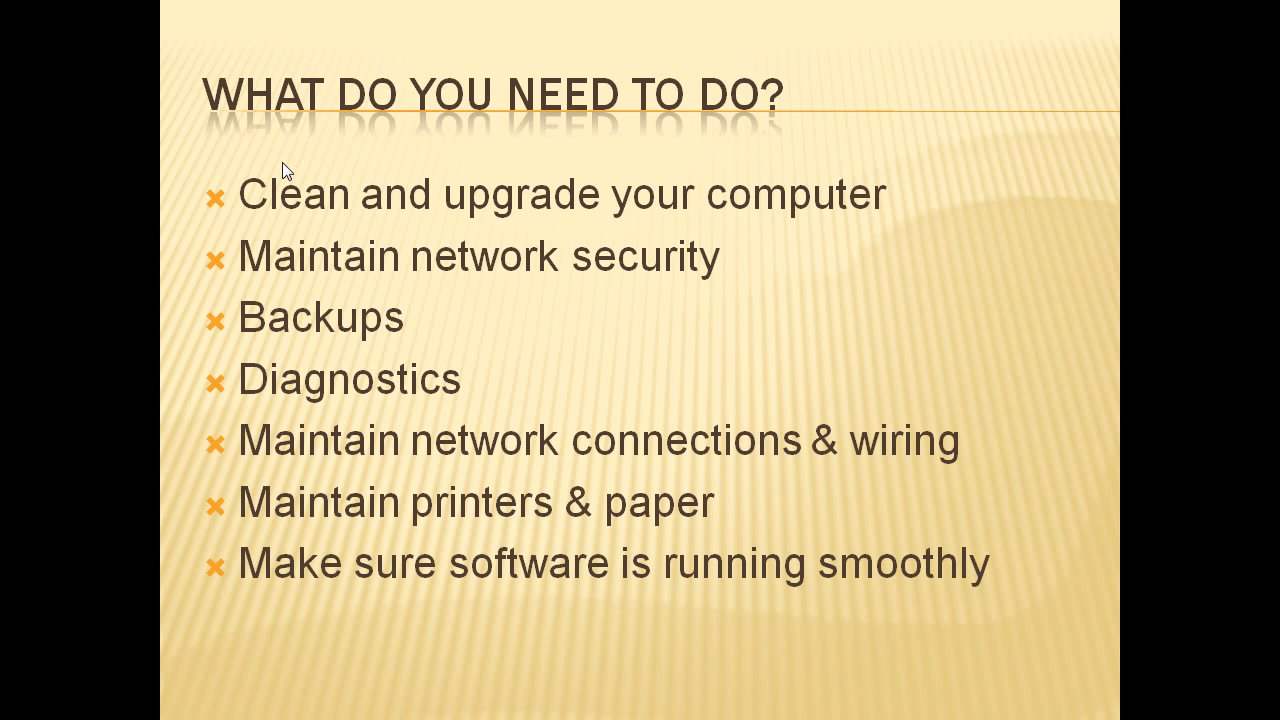 WHAT DO YOU NEED TO DO?
Clean and upgrade your computer
Maintain network security
Backups
Diagnostics
Maintain network connections & wiring
Maintain printers & paper
Make sure software is running smoothly